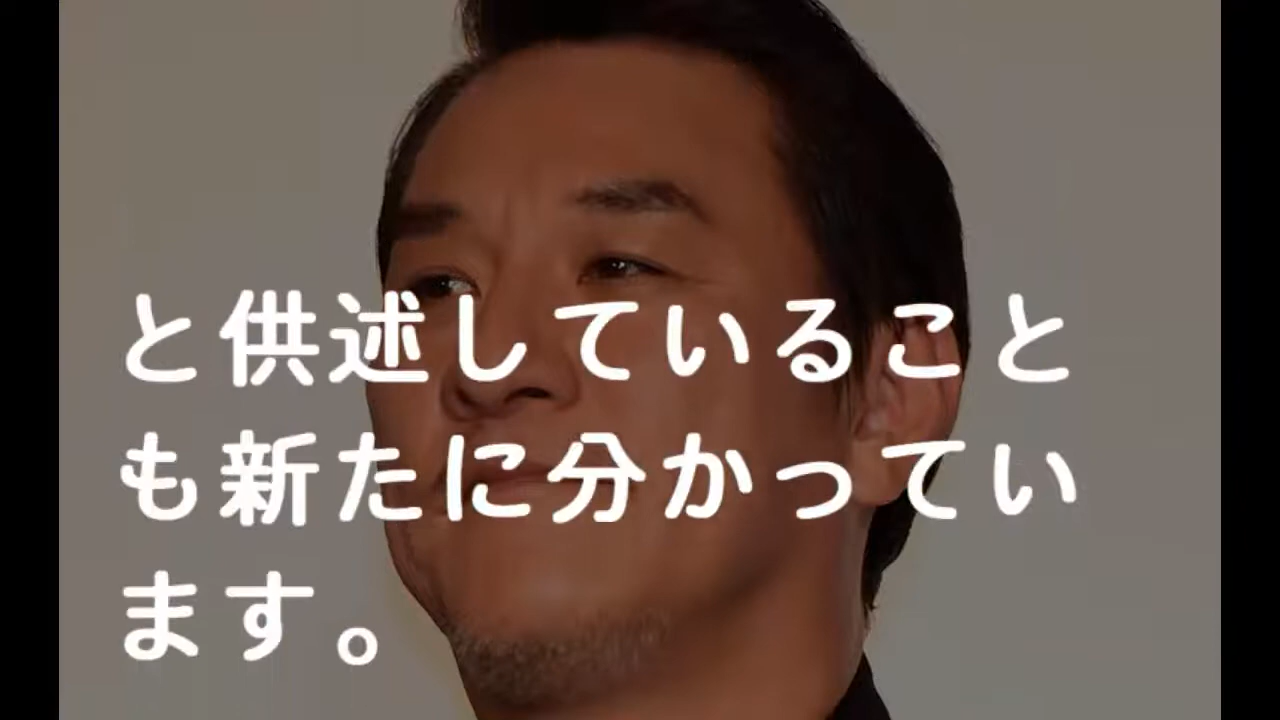 と供述していること
も新たに分かってい
ます。